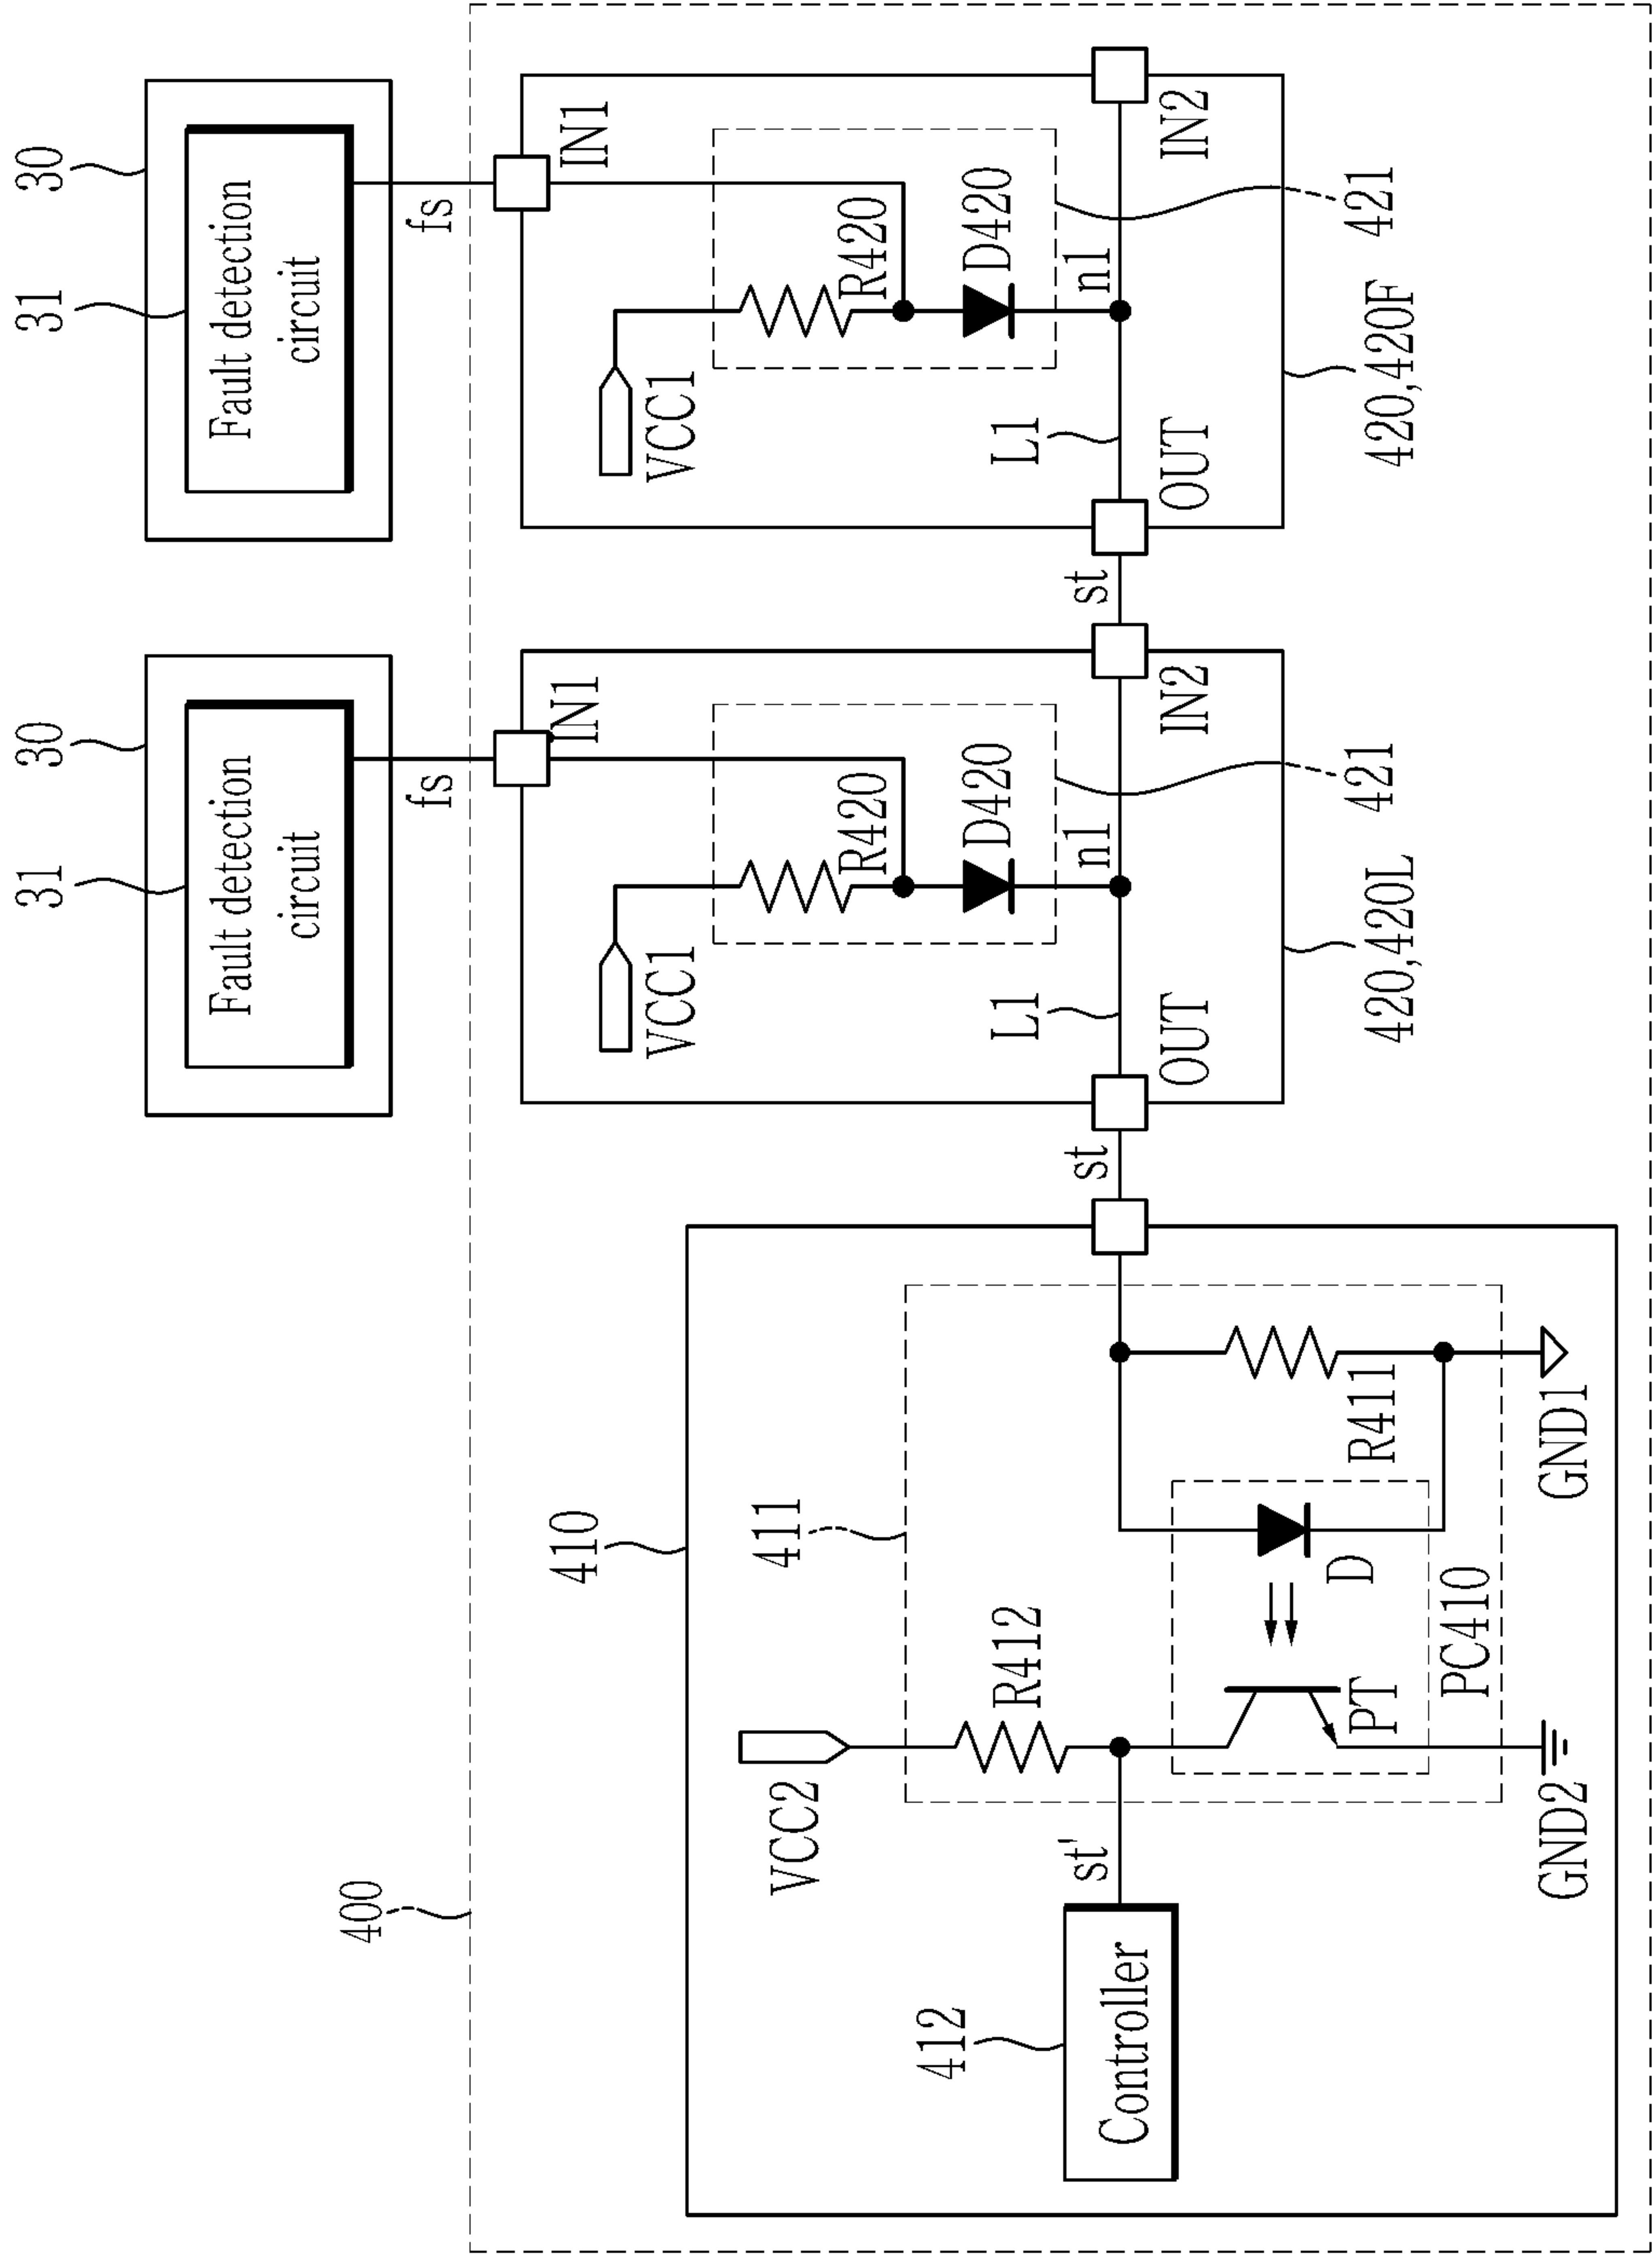 400
410
VCC2
R412
411
st'
412
Controller
PT
D
PC410
R411
GND2
GND1
31
30
Fault detection
circuit
fs
IN1
VCC1
R420
D420
n1
L1
OUT
IN2
st
421
420,420L
31
30
Fault detection
circuit
fs
IN1
VCC1
R420
D420
n1
L1
OUT
IN2
st
421
420,420F